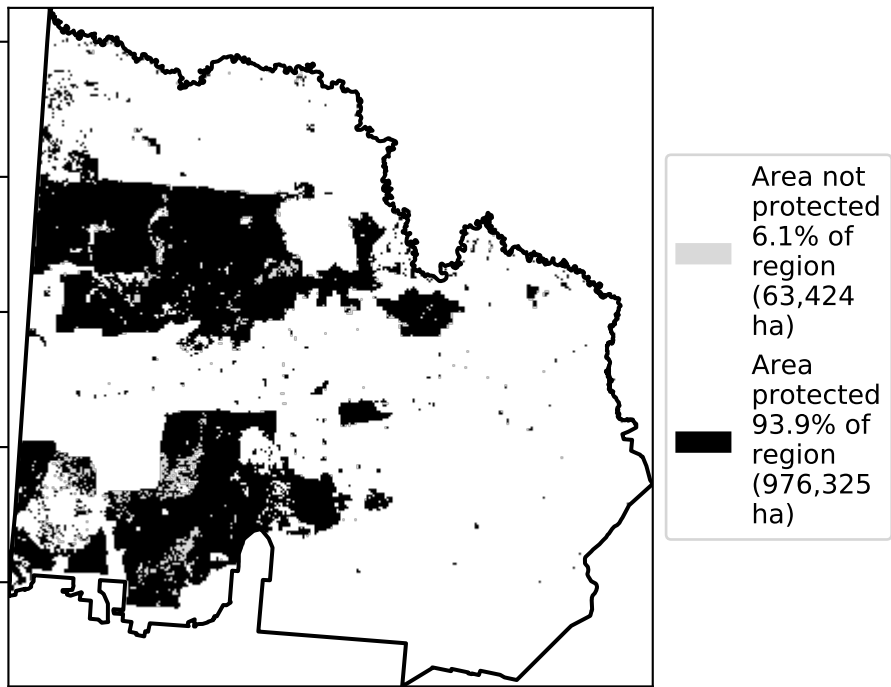 Area not
protected
6.1% of
region
(63,424
ha)
Area
protected
93.9% of
region
(976,325
ha)